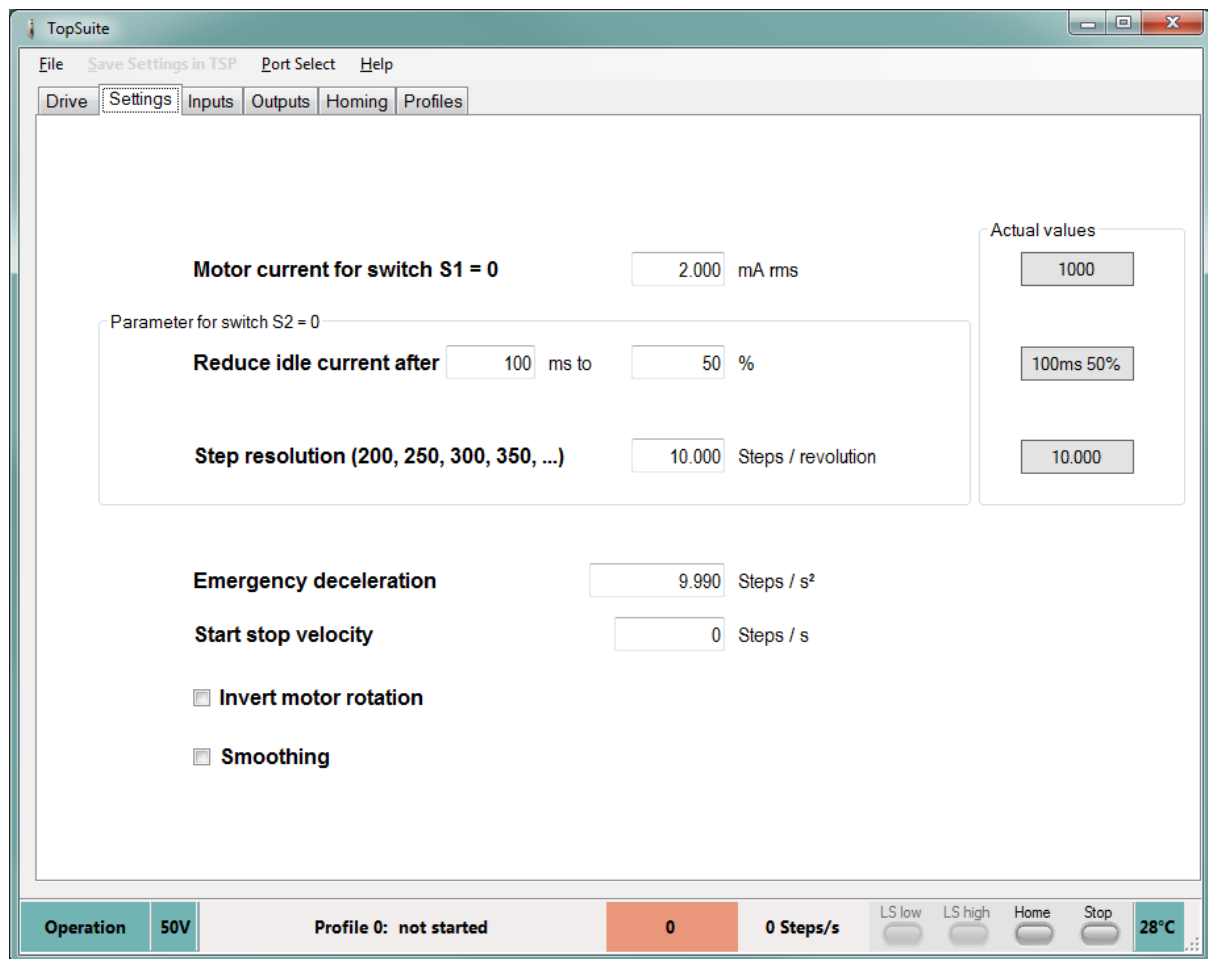 TopSuite
File Save Settings in TSP Port Select Help
Drive Settings Inputs Outputs Homing Profiles
Actual values
Motor current for switch S1 = 0 2.000 mA rms 1000
Parameter for switch S2 = 0
Reduce idle current after 100 ms to 50 % 100ms 50%
Step resolution (200, 250, 300, 350, ...) 10.000 Steps / revolution 10.000
Emergency deceleration 9.990 Steps / s²
Start stop velocity 0 Steps / s
Invert motor rotation
Smoothing
Operation 50V Profile 0: not started 0 0 Steps/s LS low LS high Home Stop 28°C